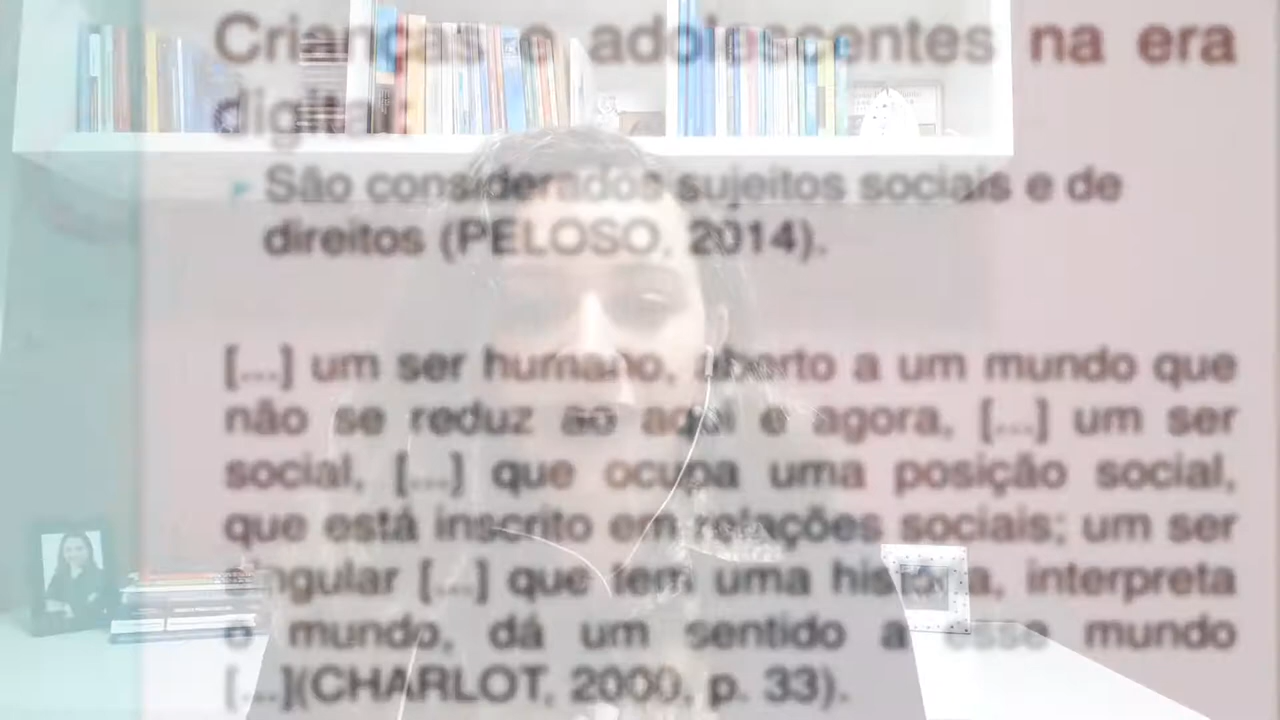 Crianças e adolescentes na era
digital:
São considerados sujeitos sociais e de
direitos (PELOSO, 2014).
[...] um ser humano, aberto a um mundo que
não se reduz ao aqui e agora, [...] um ser
social, [...] que ocupa uma posição social,
que está inscrito em relações sociais; um ser
singular [...] que tem uma história, interpreta
o mundo, dá um sentido a esse mundo
[...](CHARLOT, 2000, p. 33).